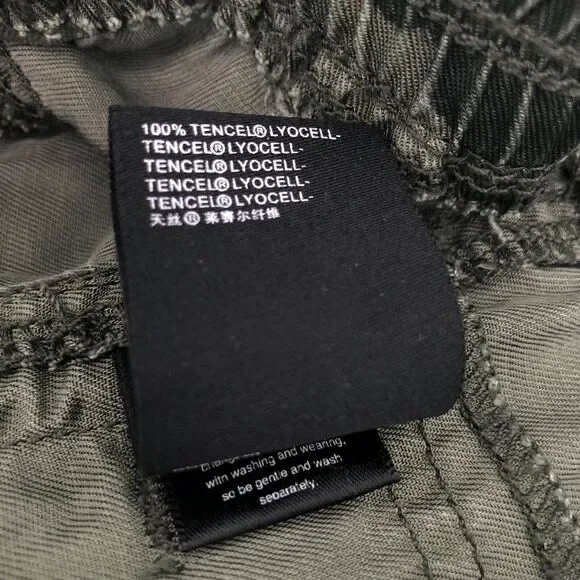 100% TENCEL®LYOCELL-
TENCEL®LYOCELL-
TENCEL®LYOCELL-
TENCEL®LYOCELL-
TENCEL®LYOCELL-
天丝®莱赛尔纤维
with washing and wearing,
so be gentle and wash
separately.